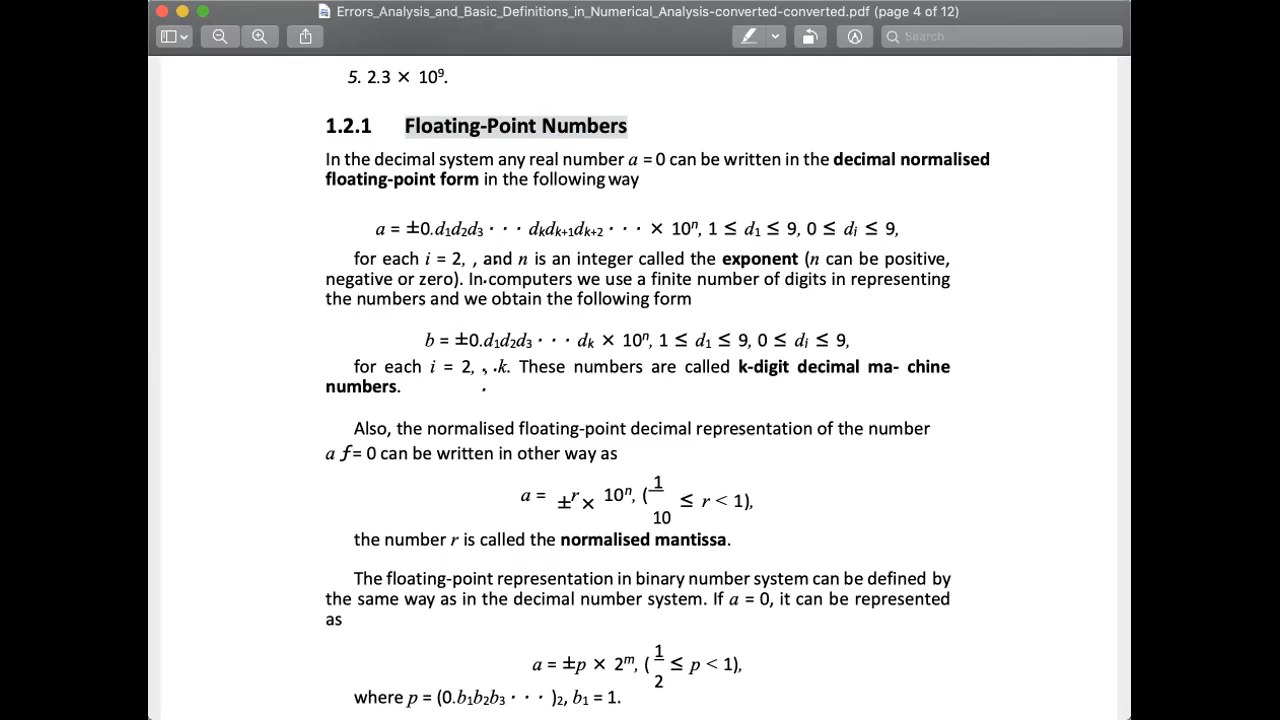 Errors_Analysis_and_Basic_Definitions_in_Numerical_Analysis-converted-converted.pdf (page 4 of 12)
Search
5. 2.3 × 10⁹.
1.2.1 Floating-Point Numbers
In the decimal system any real number a = 0 can be written in the decimal normalised
floating-point form in the following way
a = ±0.d₁d₂d₃ · · · dₖdₖ₊₁dₖ₊₂ · · · × 10ⁿ, 1 ≤ d₁ ≤ 9, 0 ≤ dᵢ ≤ 9,
for each i = 2, , and n is an integer called the exponent (n can be positive,
negative or zero). In computers we use a finite number of digits in representing
the numbers and we obtain the following form
b = ±0.d₁d₂d₃ · · · dₖ × 10ⁿ, 1 ≤ d₁ ≤ 9, 0 ≤ dᵢ ≤ 9,
for each i = 2, , .k. These numbers are called k-digit decimal ma- chine
numbers.
Also, the normalised floating-point decimal representation of the number
a ƒ= 0 can be written in other way as
a = ±r × 10ⁿ, (1/10 ≤ r < 1),
the number r is called the normalised mantissa.
The floating-point representation in binary number system can be defined by
the same way as in the decimal number system. If a = 0, it can be represented
as
a = ±p × 2ᵐ, (1/2 ≤ p < 1),
where p = (0.b₁b₂b₃ · · · )₂, b₁ = 1.